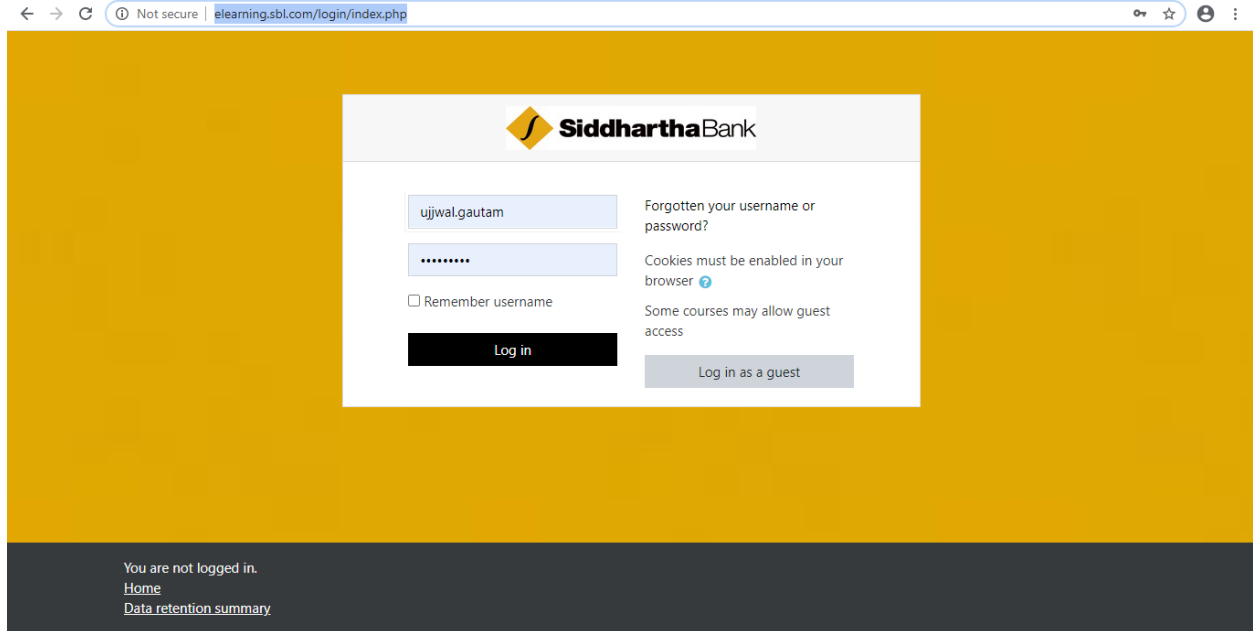 Not secure | elearning.sbl.com/login/index.php
SiddharthaBank
ujjwal.gautam
•••••••••
Remember username
Log in
Forgotten your username or
password?
Cookies must be enabled in your
browser ?
Some courses may allow guest
access
Log in as a guest
You are not logged in.
Home
Data retention summary